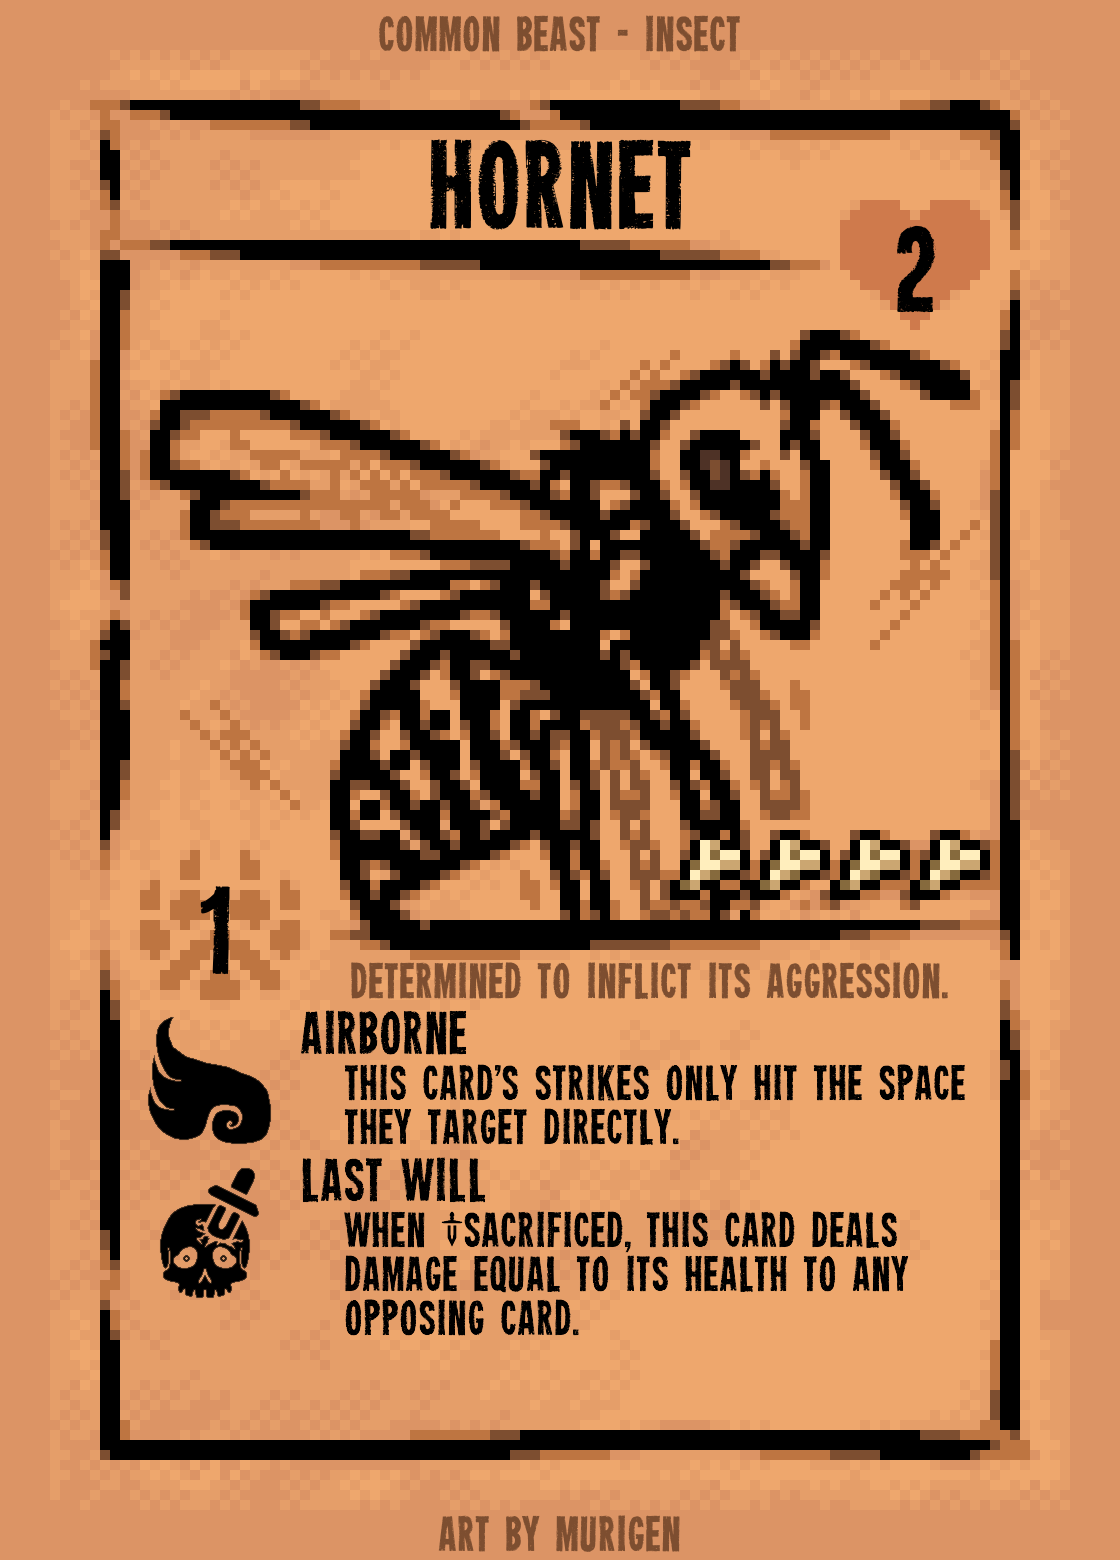 COMMON BEAST - INSECT
HORNET
2
1
DETERMINED TO INFLICT ITS AGGRESSION.
AIRBORNE
THIS CARD'S STRIKES ONLY HIT THE SPACE
THEY TARGET DIRECTLY.
LAST WILL
WHEN SACRIFICED, THIS CARD DEALS
DAMAGE EQUAL TO ITS HEALTH TO ANY
OPPOSING CARD.
ART BY MURIGEN